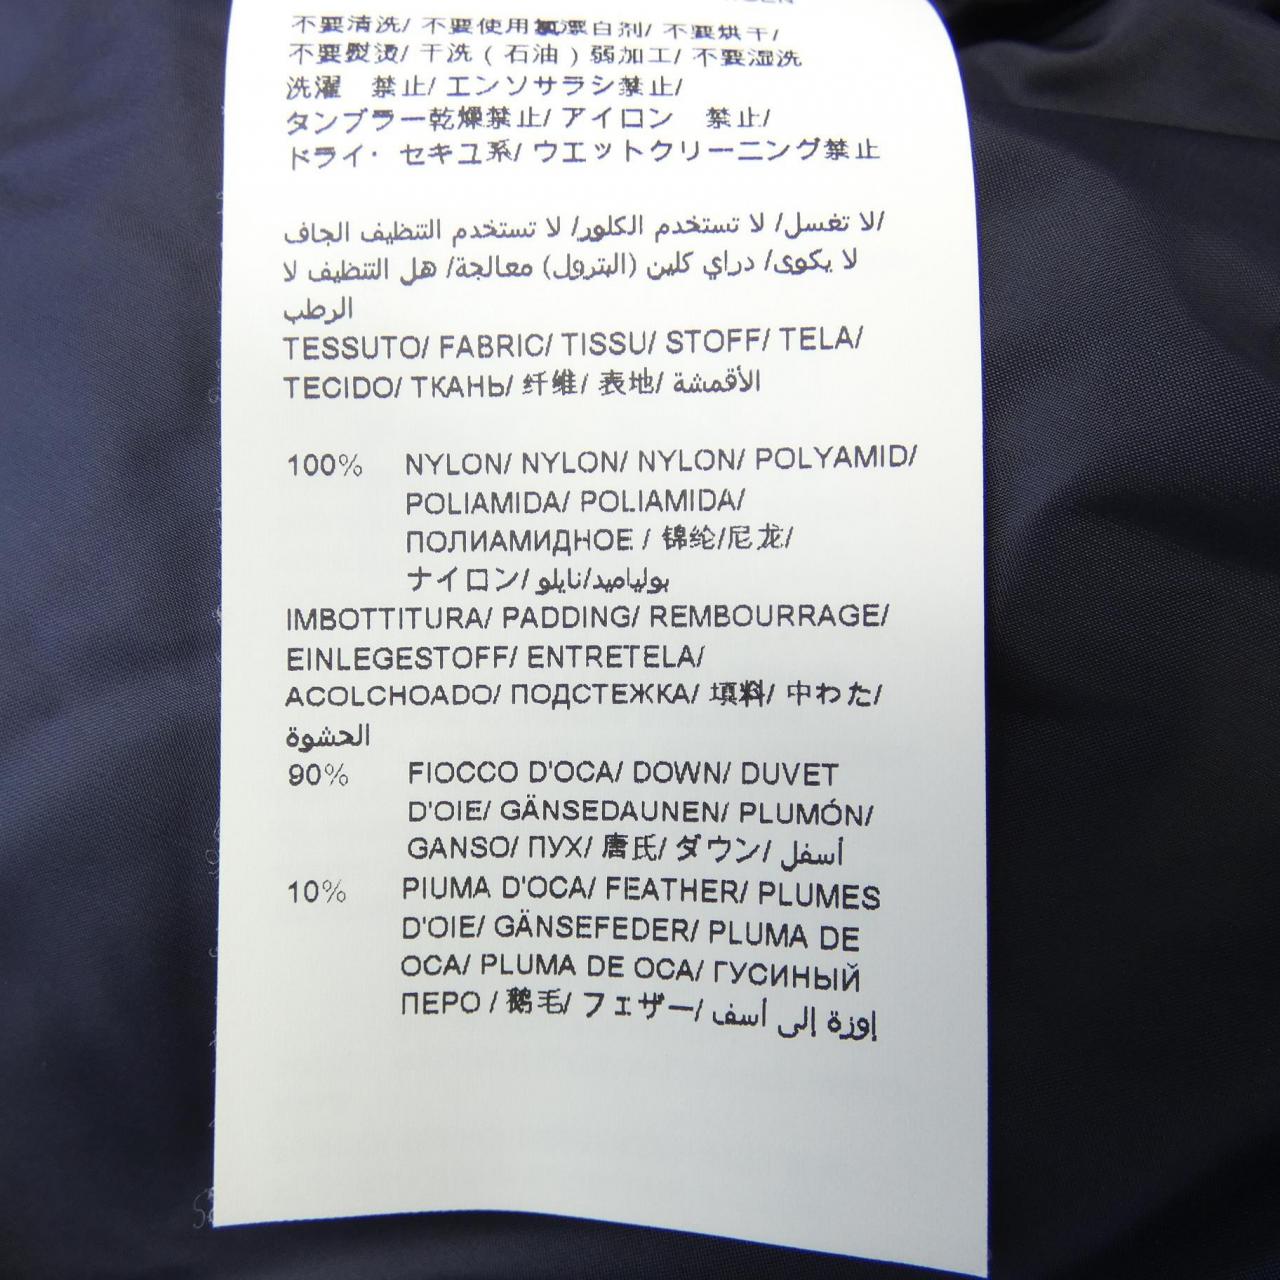 不要清洗/ 不要使用氯漂白剂/ 不要烘干/
不要熨烫/ 干洗 ( 石油 ) 弱加工/ 不要湿洗
洗濯　禁止/ エンソサラシ禁止/
タンブラー乾燥禁止/ アイロン　禁止/
ドライ・ セキユ系/ ウエットクリーニング禁止
لا تغسل/ لا تستخدم الكلور/ لا تستخدم التنظيف الجاف/
لا يكوى/ دراي كلين (البترول) معالجة/ هل التنظيف لا
الرطب
TESSUTO/ FABRIC/ TISSU/ STOFF/ TELA/
TECIDO/ ТКАНЬ/ 纤维/ 表地/ الأقمشة
100% NYLON/ NYLON/ NYLON/ POLYAMID/
POLIAMIDA/ POLIAMIDA/
ПОЛИАМИДНОЕ / 锦纶/尼龙/
ナイロン/ بولياميد/نايلو
IMBOTTITURA/ PADDING/ REMBOURRAGE/
EINLEGESTOFF/ ENTRETELA/
ACOLCHOADO/ ПОДСТЕЖКА/ 填料/ 中わた/
الحشوة
90% FIOCCO D'OCA/ DOWN/ DUVET
D'OIE/ GÄNSEDAUNEN/ PLUMÓN/
GANSO/ ПУХ/ 唐氏/ ダウン/ أسفل
10% PIUMA D'OCA/ FEATHER/ PLUMES
D'OIE/ GÄNSEFEDER/ PLUMA DE
OCA/ PLUMA DE OCA/ ГУСИНЫЙ
ПЕРО / 鹅毛/ フェザー/ إوزة إلى أسف